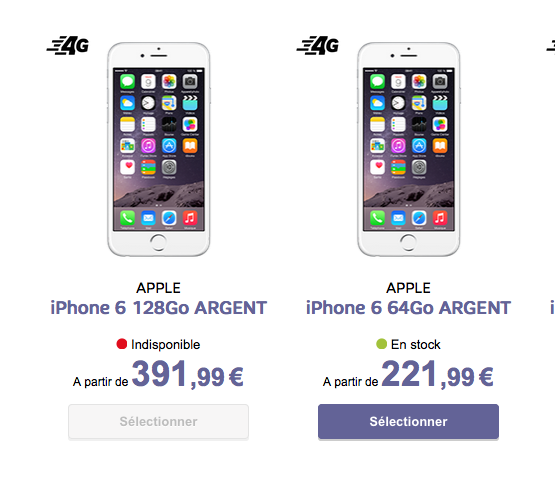 4G
4G
APPLE
iPhone 6 128Go ARGENT
Indisponible
A partir de 391,99 €
Sélectionner
APPLE
iPhone 6 64Go ARGENT
En stock
A partir de 221,99 €
Sélectionner